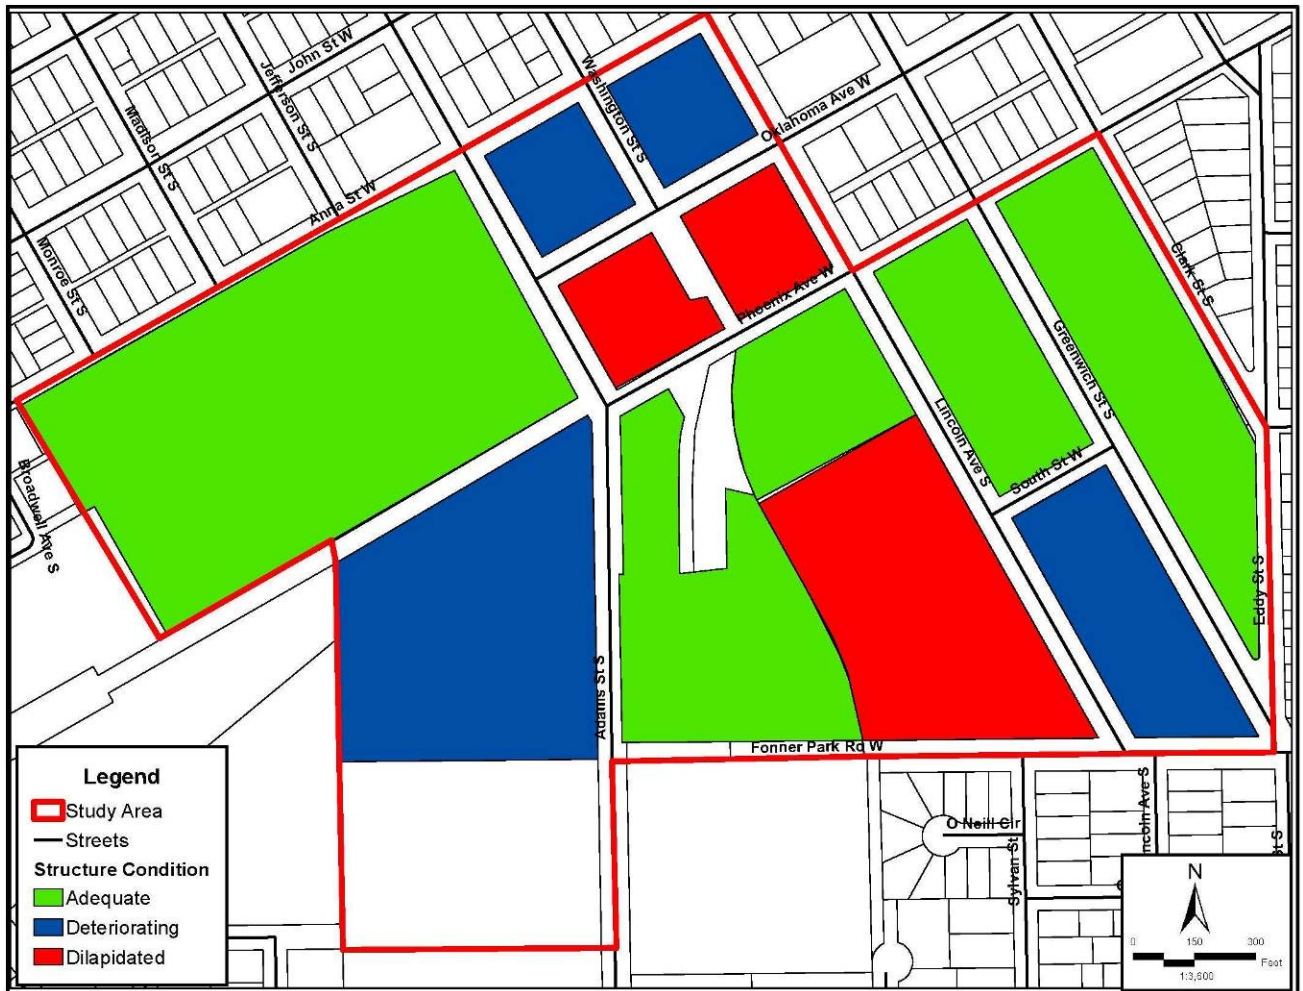 John St W
Jefferson St S
Washington St S
Madison St S
Oklahoma Ave W
Anna St W
Monroe St S
Clark St S
Phoenix Ave W
Greenwich St S
Lincoln Ave S
South St W
Broadwell Ave S
Eddy St S
Adams St S
Fonner Park Rd W
O Neill Cir
Sylvan St
ncoln Ave S
St S
Legend
Study Area
Streets
Structure Condition
Adequate
Deteriorating
Dilapidated
N
0 150 300
Feet
1:3,600